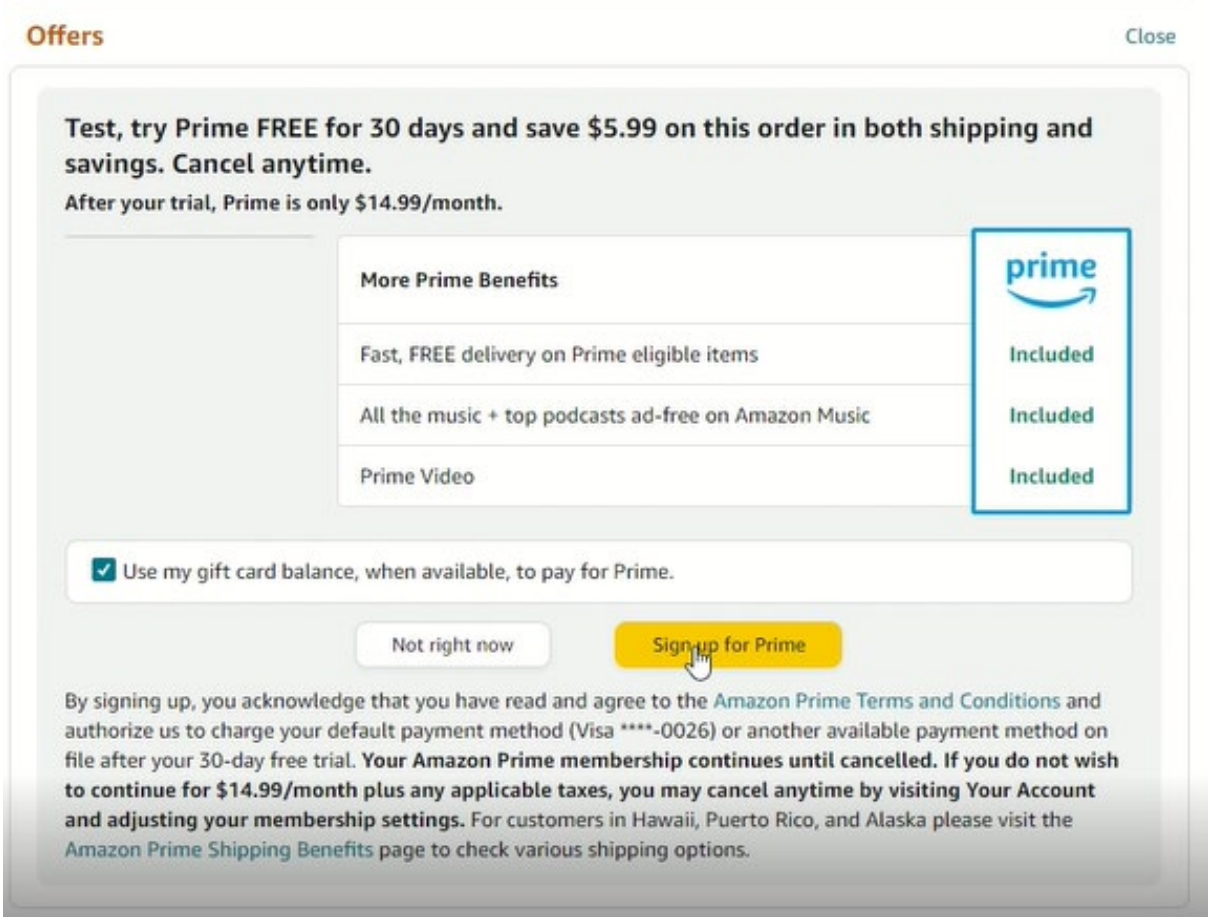 Offers
Close
Test, try Prime FREE for 30 days and save $5.99 on this order in both shipping and
savings. Cancel anytime.
After your trial, Prime is only $14.99/month.
More Prime Benefits
prime
Fast, FREE delivery on Prime eligible items
Included
All the music + top podcasts ad-free on Amazon Music
Included
Prime Video
Included
Use my gift card balance, when available, to pay for Prime.
Not right now
Sign up for Prime
By signing up, you acknowledge that you have read and agree to the Amazon Prime Terms and Conditions and
authorize us to charge your default payment method (Visa ****-0026) or another available payment method on
file after your 30-day free trial. Your Amazon Prime membership continues until cancelled. If you do not wish
to continue for $14.99/month plus any applicable taxes, you may cancel anytime by visiting Your Account
and adjusting your membership settings. For customers in Hawaii, Puerto Rico, and Alaska please visit the
Amazon Prime Shipping Benefits page to check various shipping options.